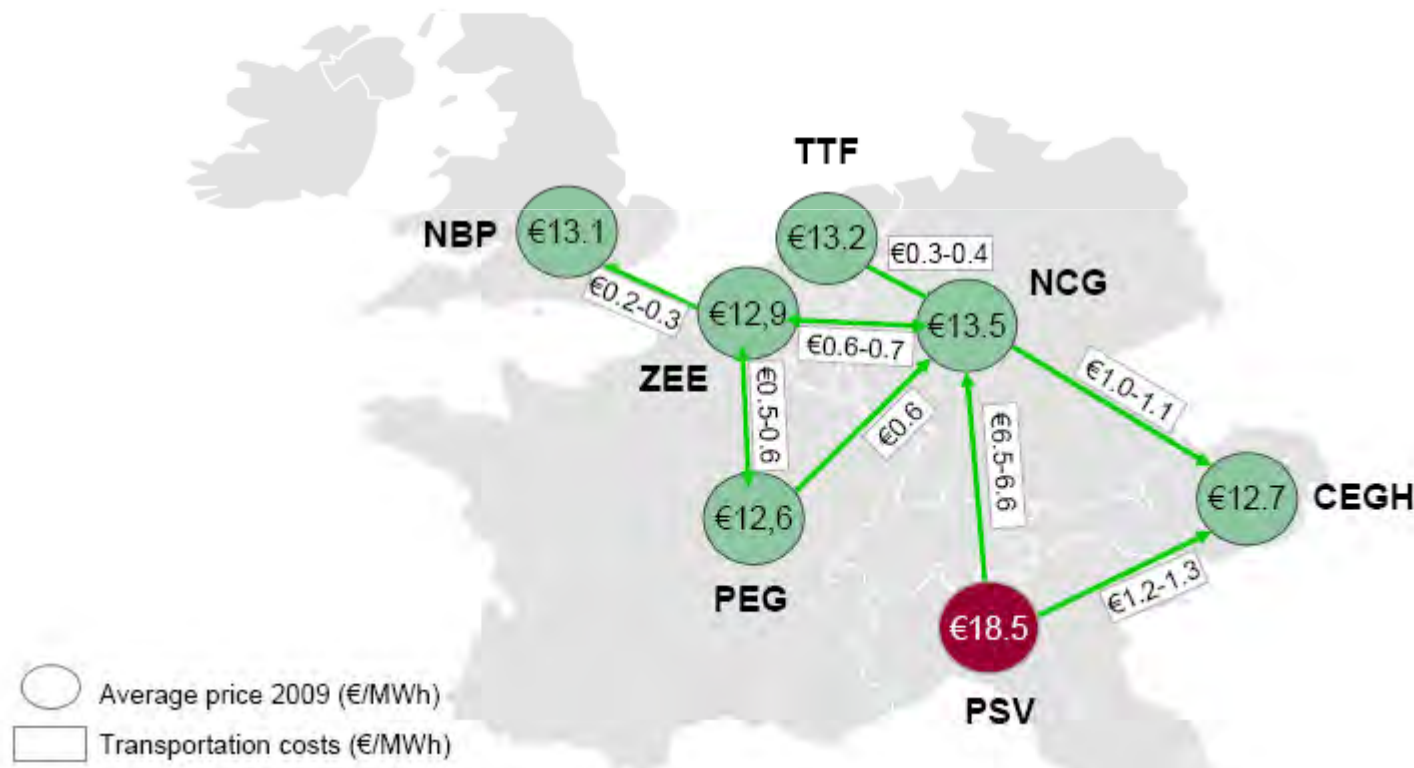 TTF
NBP
€13.1
€13.2
€0.3-0.4
NCG
€0.2-0.3
€12,9
€13.5
€0.6-0.7
ZEE
€0.5-0.6
€1.0-1.1
€0.6
€6.5-6.6
€12,6
€12.7
CEGH
PEG
€1.2-1.3
€18.5
PSV
Average price 2009 (€/MWh)
Transportation costs (€/MWh)